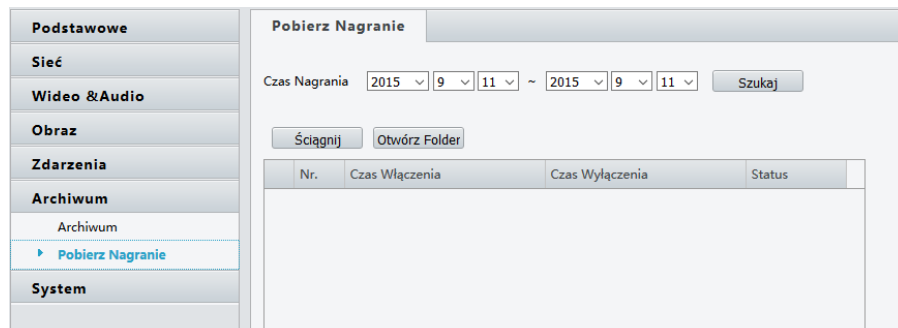 Podstawowe
Sieć
Wideo &Audio
Obraz
Zdarzenia
Archiwum
Archiwum
Pobierz Nagranie
System
Pobierz Nagranie
Czas Nagrania 2015 9 11 ~ 2015 9 11 Szukaj
Ściągnij Otwórz Folder
Nr. Czas Włączenia Czas Wyłączenia Status